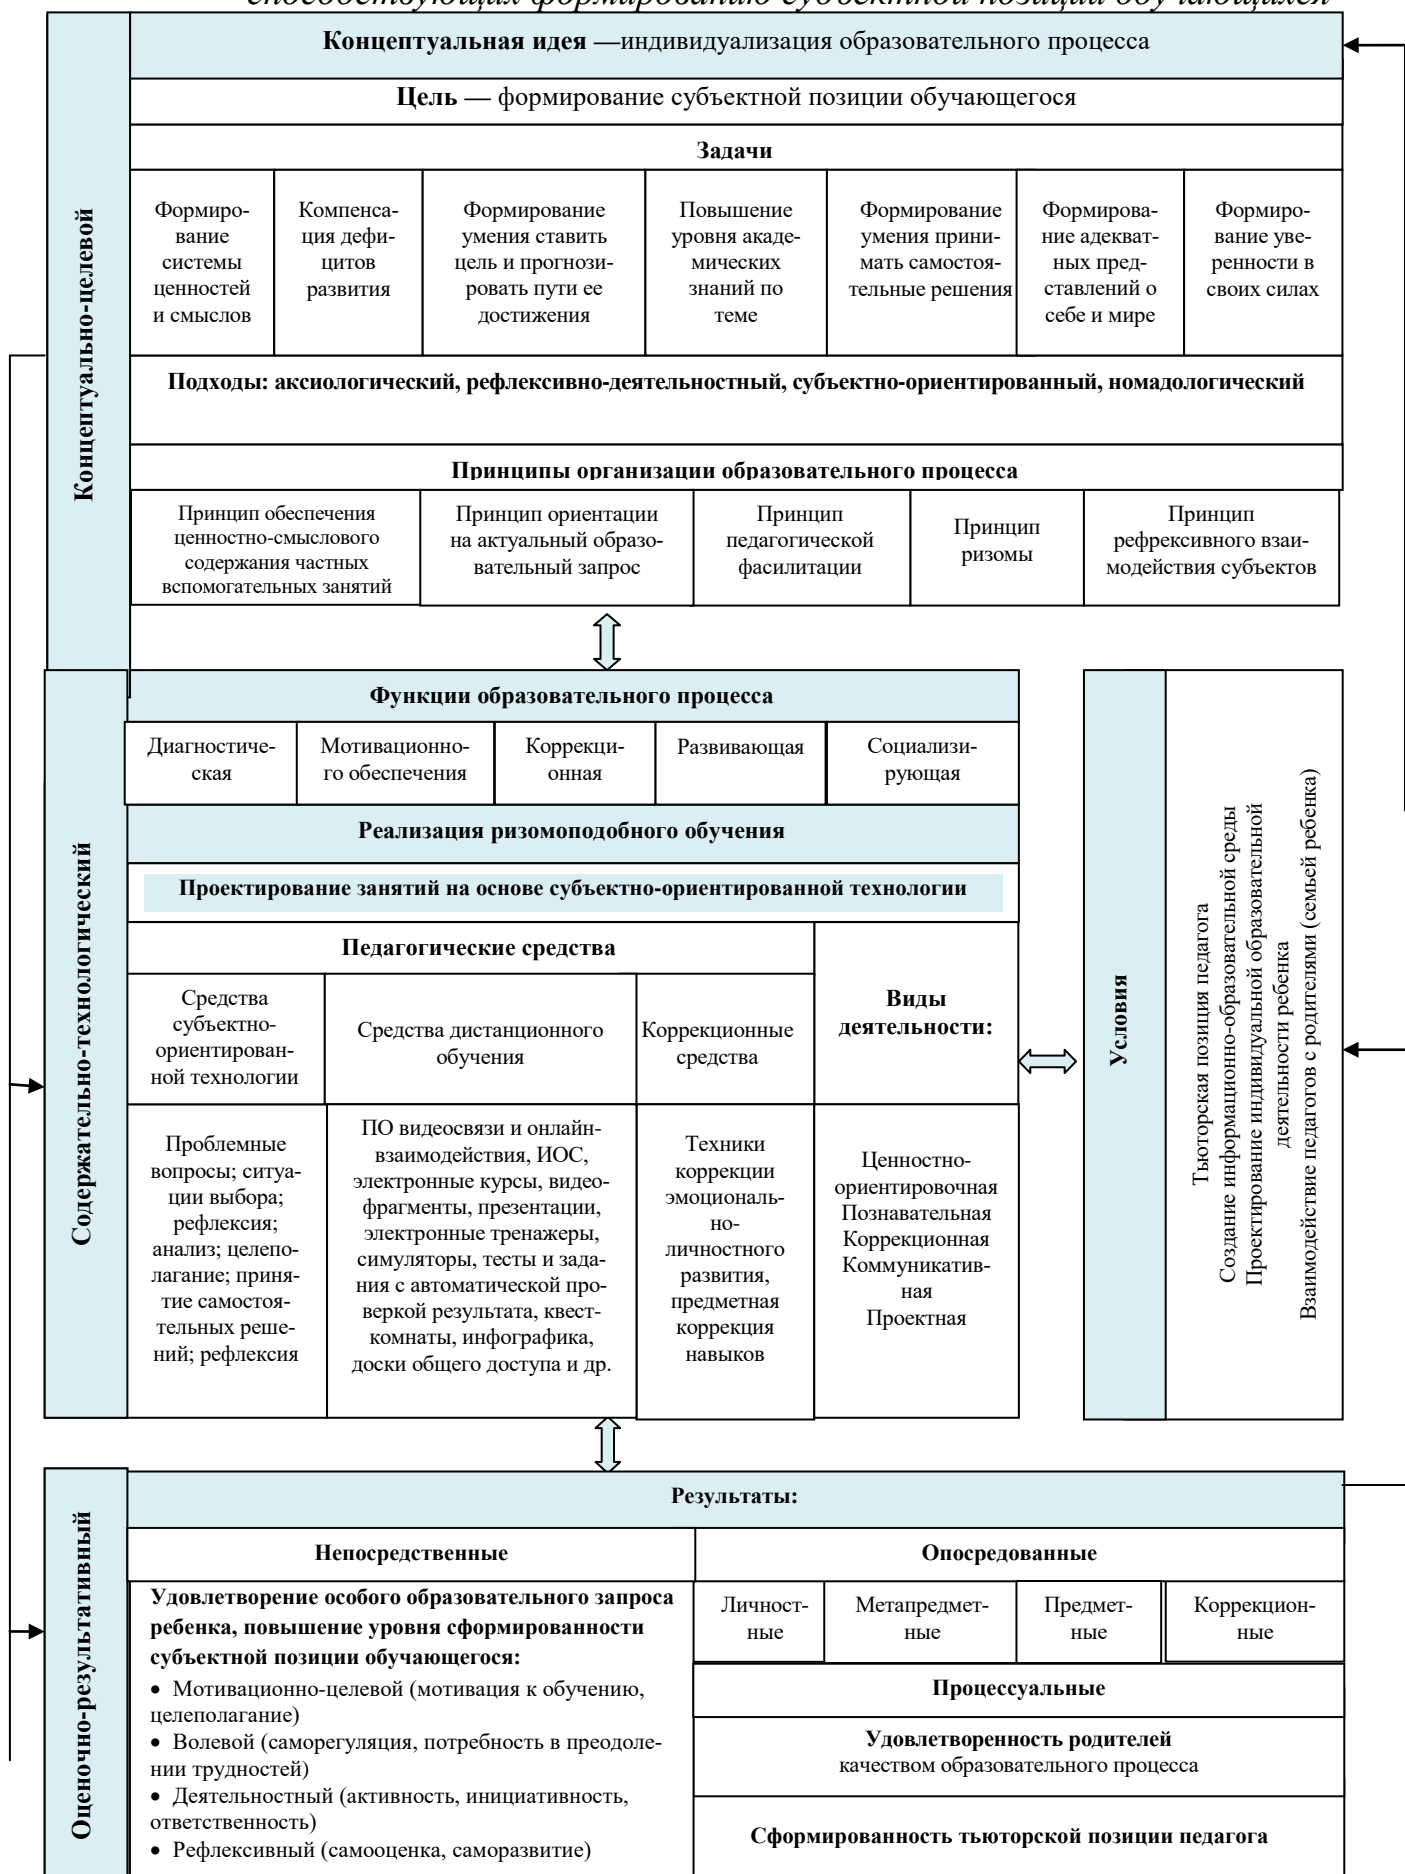 способствующих формированию субъектной позиции обучающихся
Концептуально-целевой
Концептуальная идея —индивидуализация образовательного процесса
Цель — формирование субъектной позиции обучающегося
Задачи
Формиро-
вание
системы
ценностей
и смыслов
Компенса-
ция дефи-
цитов
развития
Формирование
умения ставить
цель и прогнози-
ровать пути ее
достижения
Повышение
уровня акаде-
мических
знаний по
теме
Формирование
умения прини-
мать самостоя-
тельные решения
Формирова-
ние адекват-
ных пред-
ставлений о
себе и мире
Формиро-
вание уве-
ренности в
своих силах
Подходы: аксиологический, рефлексивно-деятельностный, субъектно-ориентированный, номадологический
Принципы организации образовательного процесса
Принцип обеспечения
ценностно-смыслового
содержания частных
вспомогательных занятий
Принцип ориентации
на актуальный образо-
вательный запрос
Принцип
педагогической
фасилитации
Принцип
ризомы
Принцип
рефрексивного взаи-
модействия субъектов
Содержательно-технологический
Функции образовательного процесса
Диагностиче-
ская
Мотивационно-
го обеспечения
Коррекци-
онная
Развивающая
Социализи-
рующая
Реализация ризомоподобного обучения
Проектирование занятий на основе субъектно-ориентированной технологии
Педагогические средства
Средства
субъектно-
ориентирован-
ной технологии
Средства дистанционного
обучения
Коррекционные
средства
Виды
деятельности:
Проблемные
вопросы; ситуа-
ции выбора;
рефлексия;
анализ; целепо-
лагание; приня-
тие самостоя-
тельных реше-
ний; рефлексия
ПО видеосвязи и онлайн-
взаимодействия, ИОС,
электронные курсы, видео-
фрагменты, презентации,
электронные тренажеры,
симуляторы, тесты и зада-
ния с автоматической про-
веркой результата, квест-
комнаты, инфографика,
доски общего доступа и др.
Техники
коррекции
эмоциональ-
но-
личностного
развития,
предметная
коррекция
навыков
Ценностно-
ориентировочная
Познавательная
Коррекционная
Коммуникатив-
ная
Проектная
Условия
Тьюторская позиция педагога
Создание информационно-образовательной среды
Проектирование индивидуальной образовательной
деятельности ребенка
Взаимодействие педагогов с родителями (семьей ребенка)
Оценочно-результативный
Результаты:
Непосредственные
Удовлетворение особого образовательного запроса
ребенка, повышение уровня сформированности
субъектной позиции обучающегося:
• Мотивационно-целевой (мотивация к обучению,
целеполагание)
• Волевой (саморегуляция, потребность в преодоле-
нии трудностей)
• Деятельностный (активность, инициативность,
ответственность)
• Рефлексивный (самооценка, саморазвитие)
Опосредованные
Личност-
ные
Метапредмет-
ные
Предмет-
ные
Коррекцион-
ные
Процессуальные
Удовлетворенность родителей
качеством образовательного процесса
Сформированность тьюторской позиции педагога